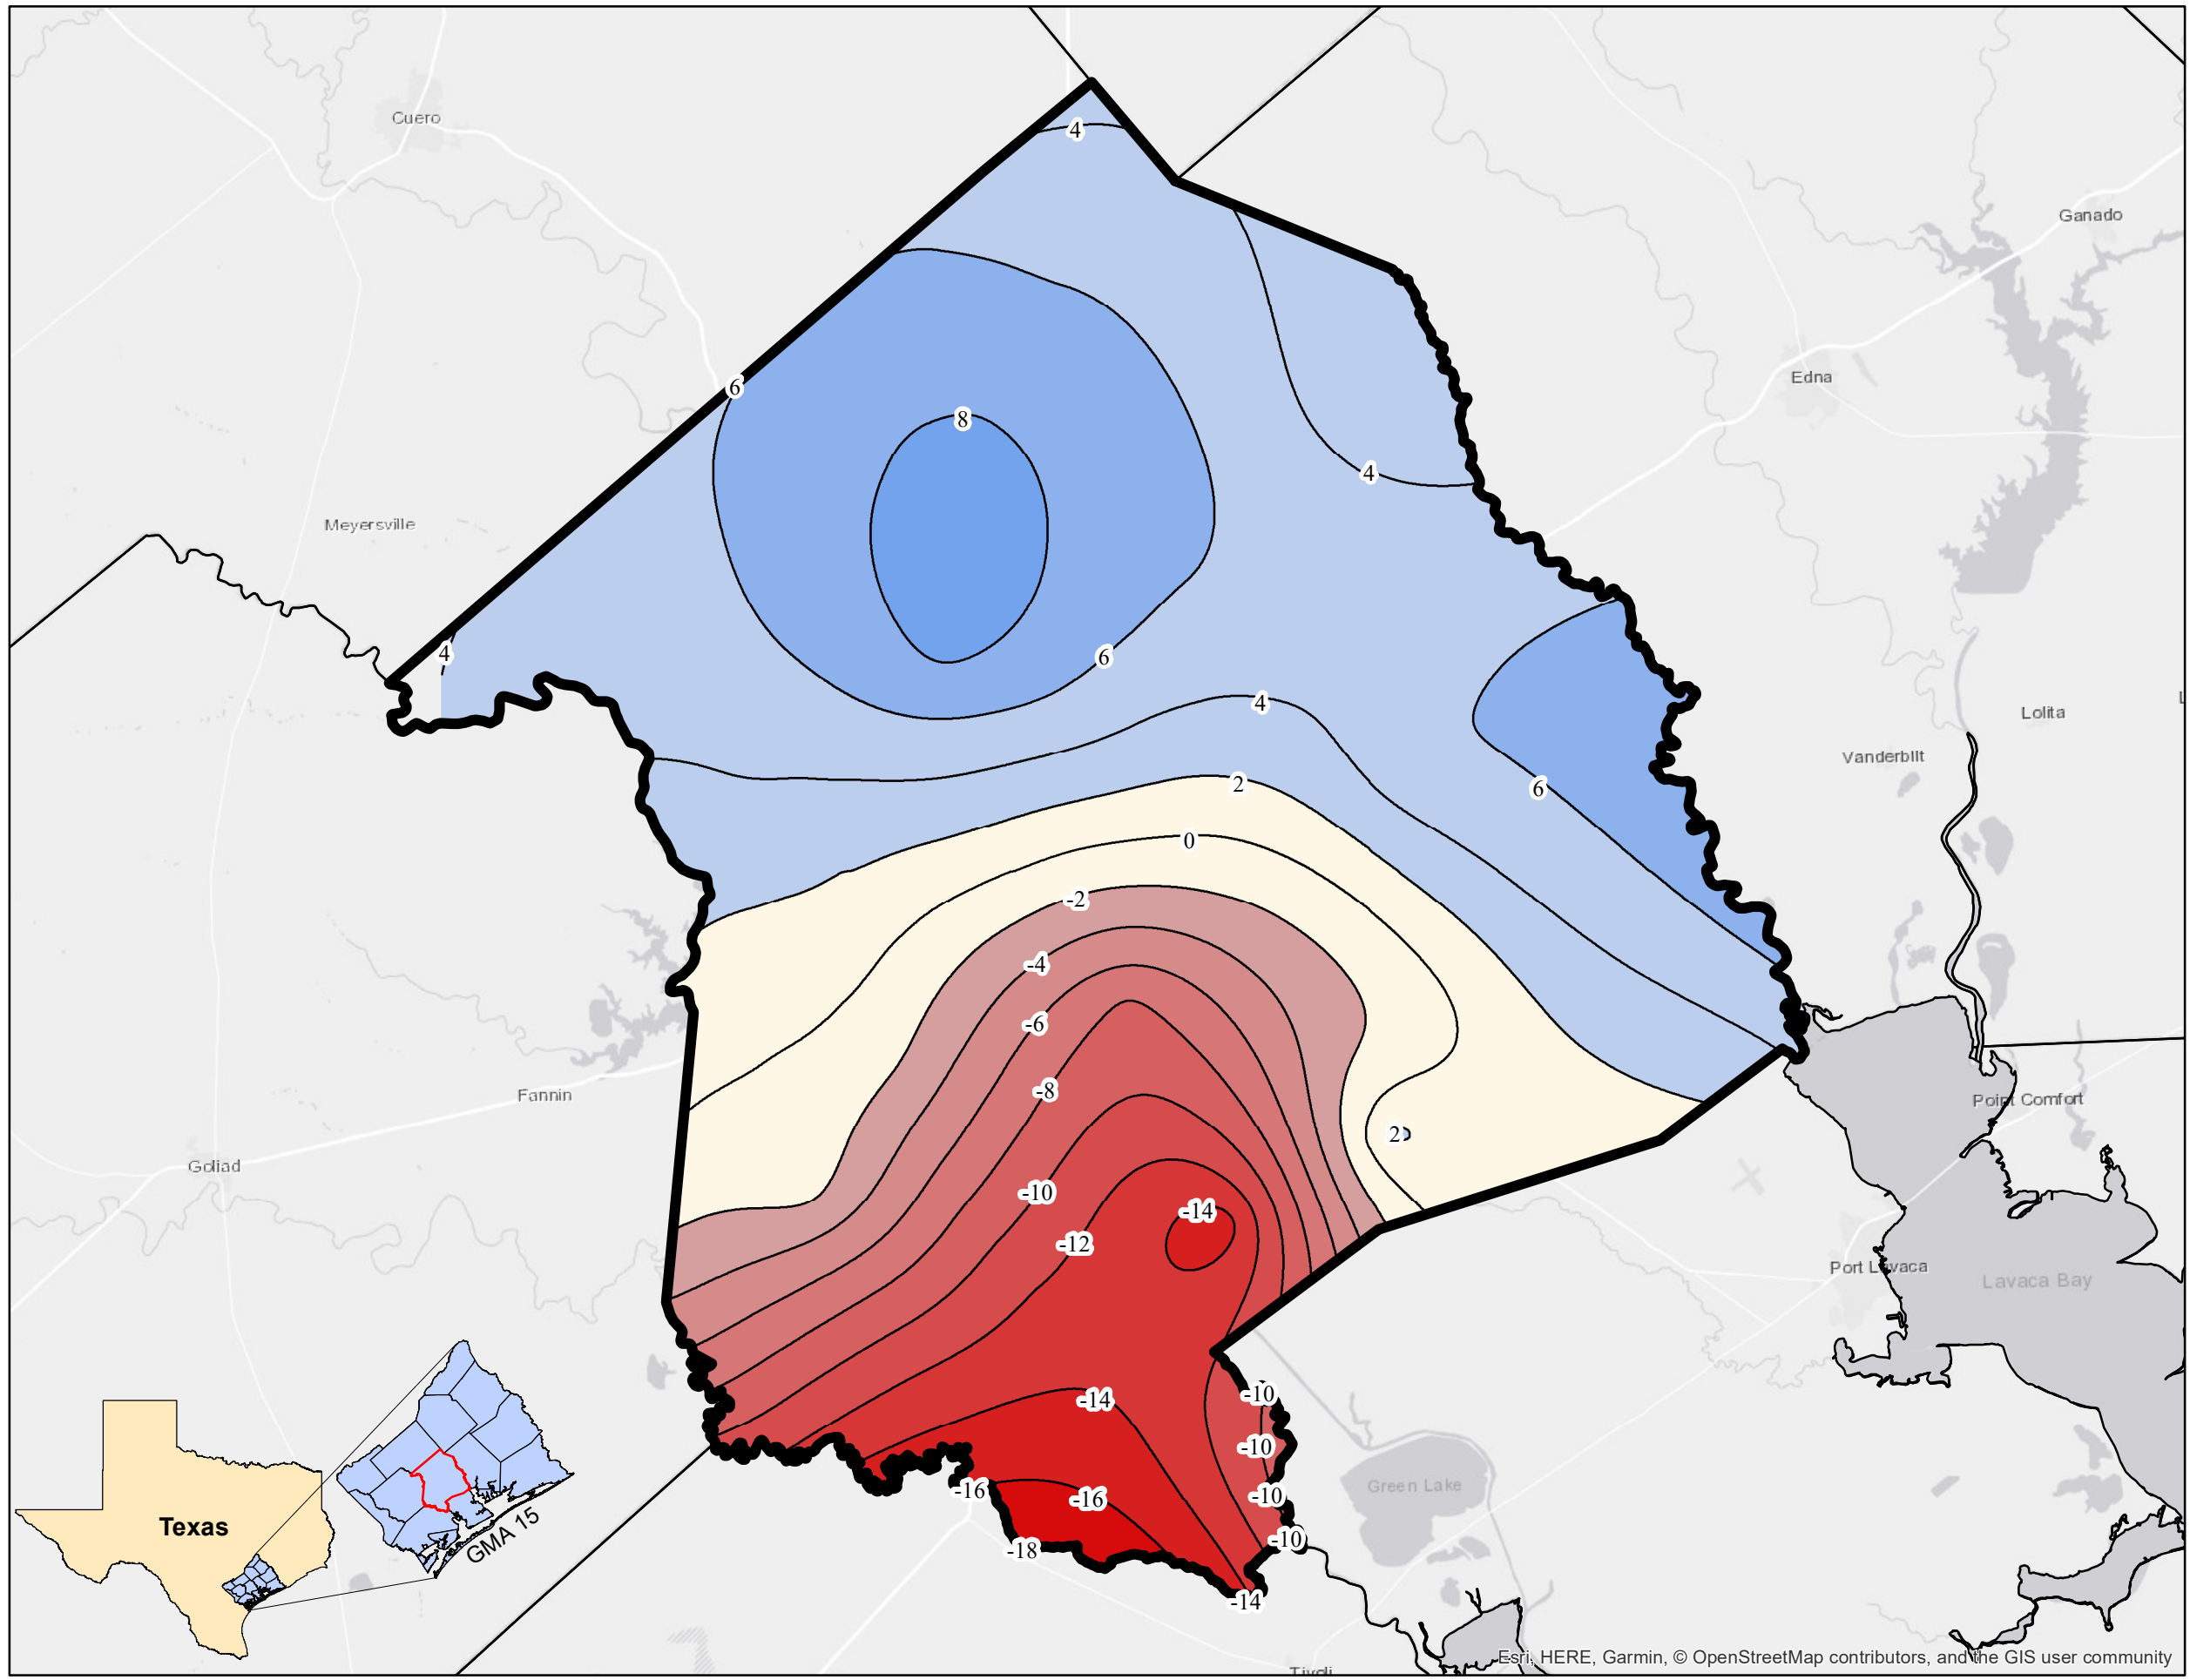 4
Cuero
Ganado
6
Edna
8
4
Meyersville
4
6
4
Lolita
Vanderbilt
6
2
0
-2
-4
-6
-8
Fannin
Point Comfort
2
Goliad
-10
-14
-12
Port Lavaca
Lavaca Bay
-10
-14
-10
Green Lake
-16
-16
-10
Texas
GMA 15
-10
-18
-14
Esri, HERE, Garmin, © OpenStreetMap contributors, and the GIS user community